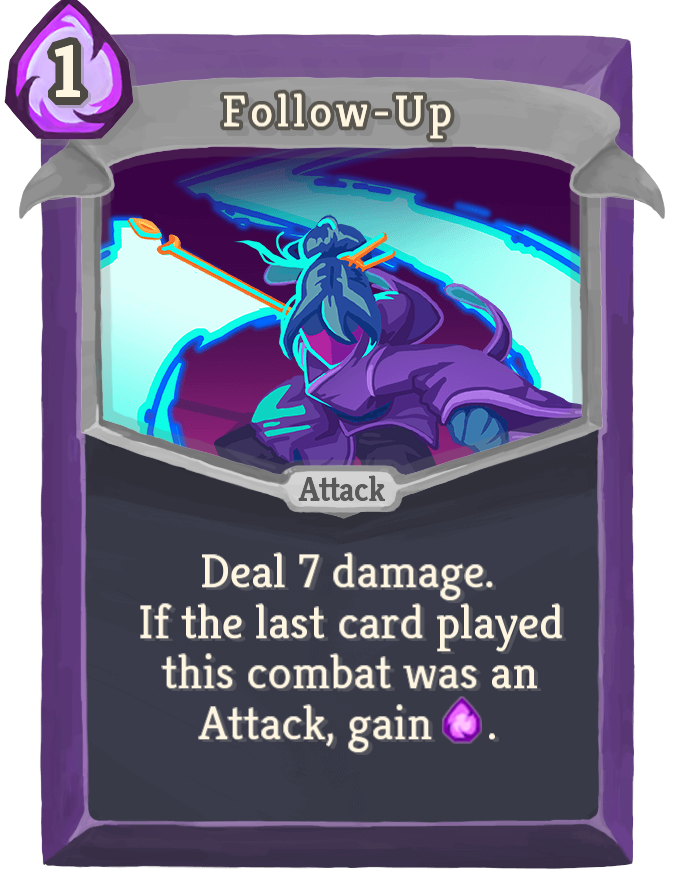 1
Follow-Up
Attack
Deal 7 damage.
If the last card played
this combat was an
Attack, gain .